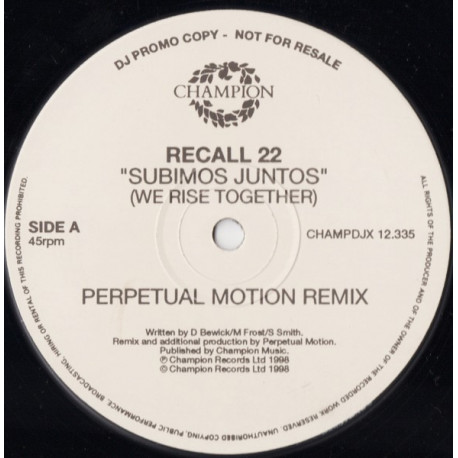 DJ PROMO COPY - NOT FOR RESALE
CHAMPION
RECALL 22
"SUBIMOS JUNTOS"
(WE RISE TOGETHER)
SIDE A
45rpm
CHAMPDJX 12.335
PERPETUAL MOTION REMIX
Written by D Bewick/M Frost/S Smith.
Remix and additional production by Perpetual Motion.
Published by Champion Music.
Ⓟ Champion Records Ltd 1998
© Champion Records Ltd 1998
ALL RIGHTS OF THE PRODUCER AND OF THE OWNER OF THE RECORDED WORK RESERVED. UNAUTHORISED COPYING, PUBLIC PERFORMANCE, BROADCASTING, HIRING OR RENTAL OF THIS RECORDING PROHIBITED.